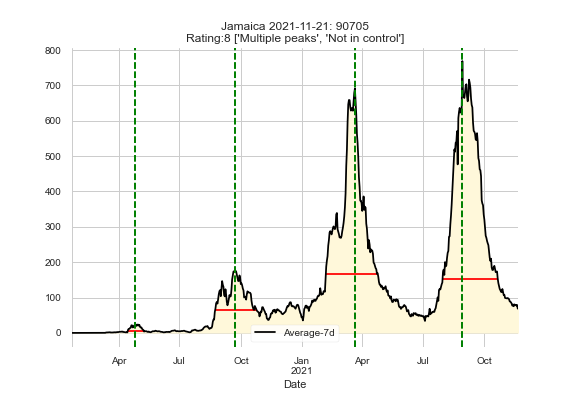 Jamaica 2021-11-21: 90705
Rating:8 ['Multiple peaks', 'Not in control']
800
700
600
500
400
300
200
100
0
Average-7d
Apr Jul Oct Jan Apr Jul Oct
2021
Date